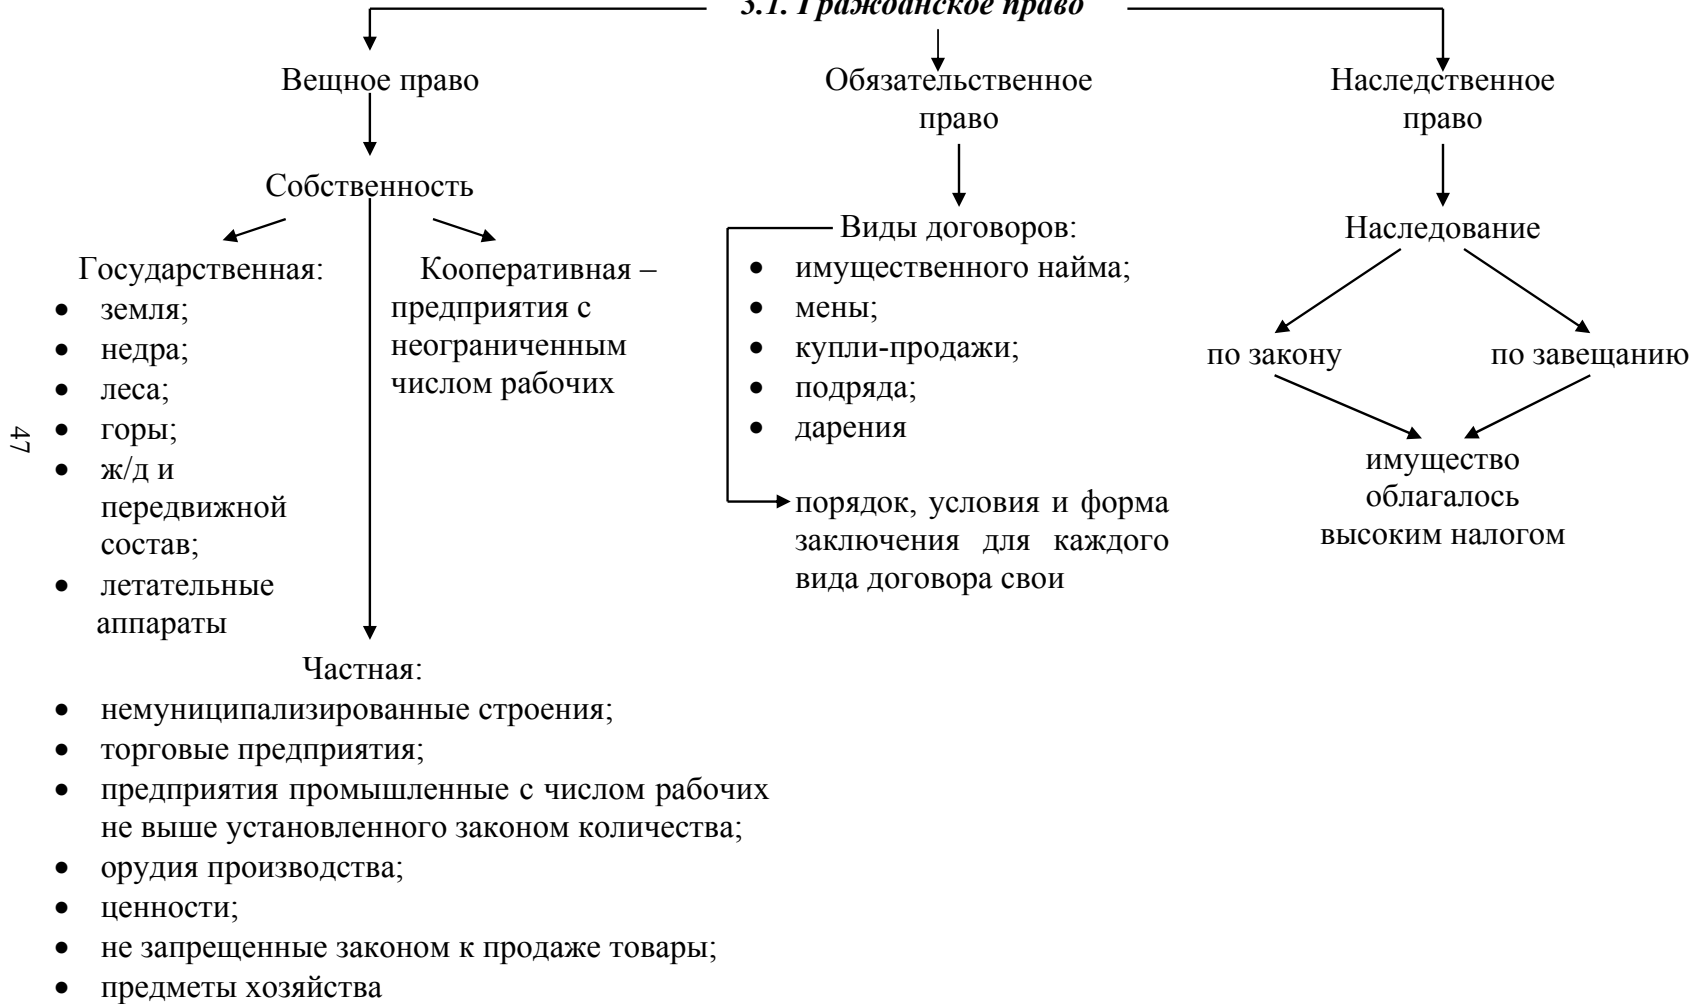 3.1. Гражданское право
Вещное право
Собственность
Государственная:
• земля;
• недра;
• леса;
• горы;
• ж/д и
передвижной
состав;
• летательные
аппараты
Кооперативная –
предприятия с
неограниченным
числом рабочих
Частная:
• немуниципализированные строения;
• торговые предприятия;
• предприятия промышленные с числом рабочих
не выше установленного законом количества;
• орудия производства;
• ценности;
• не запрещенные законом к продаже товары;
• предметы хозяйства
Обязательственное
право
Виды договоров:
• имущественного найма;
• мены;
• купли-продажи;
• подряда;
• дарения
порядок, условия и форма
заключения для каждого
вида договора свои
Наследственное
право
Наследование
по закону
по завещанию
имущество
облагалось
высоким налогом
47